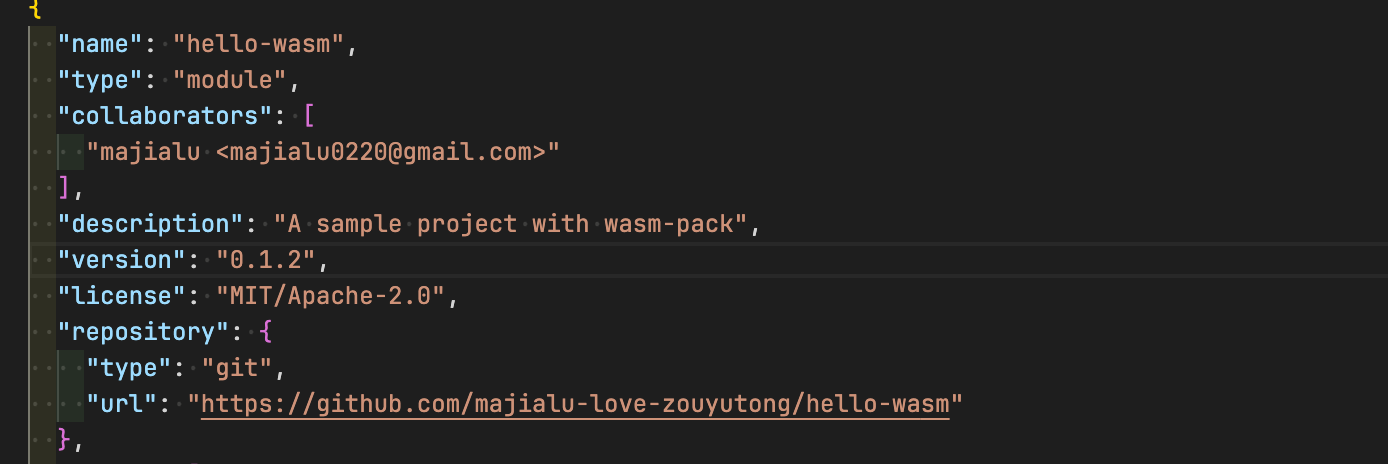 {
"name": "hello-wasm",
"type": "module",
"collaborators": [
"majialu <majialu0220@gmail.com>"
],
"description": "A sample project with wasm-pack",
"version": "0.1.2",
"license": "MIT/Apache-2.0",
"repository": {
"type": "git",
"url": "https://github.com/majialu-love-zouyutong/hello-wasm"
},